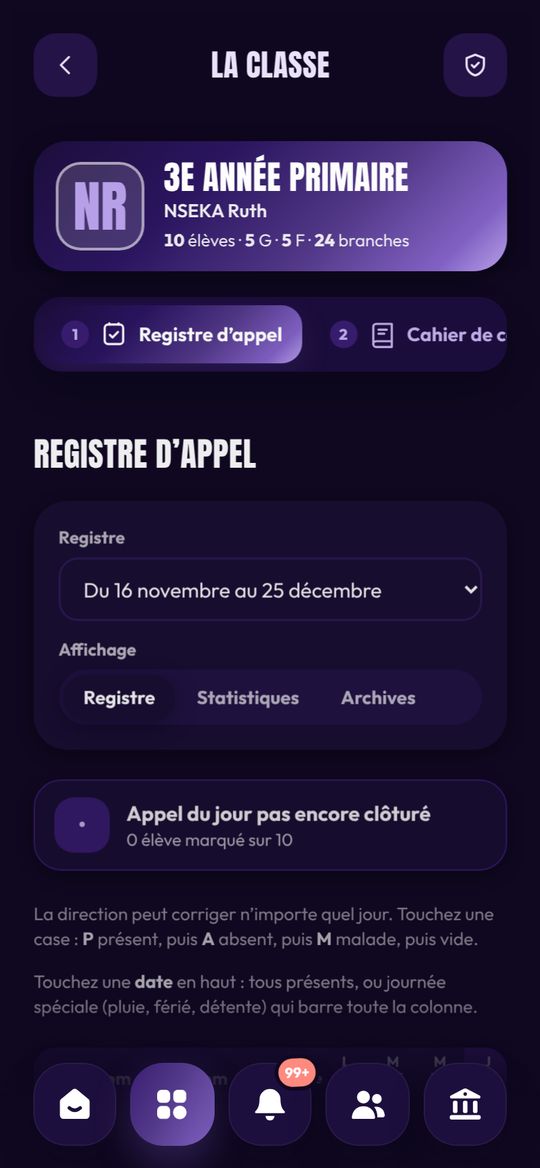 LA CLASSE
NR
3E ANNÉE PRIMAIRE
NSEKA Ruth
10 élèves · 5 G · 5 F · 24 branches
1 Registre d’appel
2 Cahier de c
REGISTRE D’APPEL
Registre
Du 16 novembre au 25 décembre
Affichage
Registre Statistiques Archives
Appel du jour pas encore clôturé
0 élève marqué sur 10
La direction peut corriger n’importe quel jour. Touchez une
case : P présent, puis A absent, puis M malade, puis vide.
Touchez une date en haut : tous présents, ou journée
spéciale (pluie, férié, détente) qui barre toute la colonne.
L M M J
99+